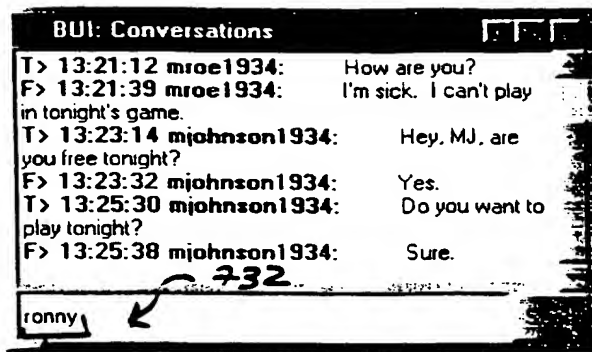 BUI: Conversations
T> 13:21:12 mroe1934: How are you?
F> 13:21:39 mroe1934: I'm sick. I can't play
in tonight's game.
T> 13:23:14 mjohnson1934: Hey, MJ, are
you free tonight?
F> 13:23:32 mjohnson1934: Yes.
T> 13:25:30 mjohnson1934: Do you want to
play tonight?
F> 13:25:38 mjohnson1934: Sure.
732
ronny